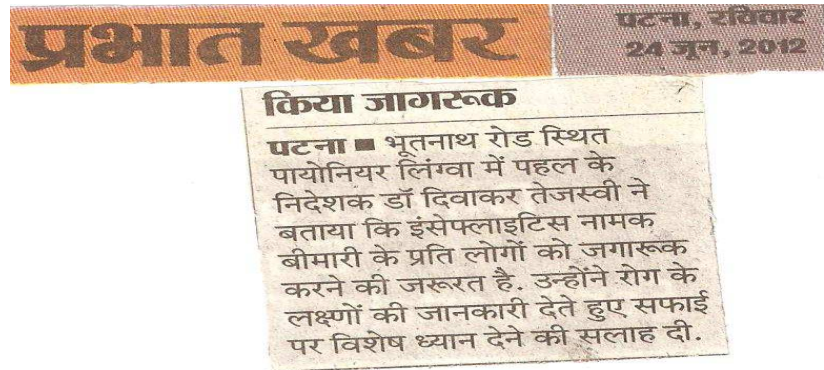 प्रभात खबर
पटना, रविवार
24 जून, 2012
किया जागरूक
पटना ■ भूतनाथ रोड स्थित
पायोनियर लिंग्वा में पहल के
निदेशक डॉ दिवाकर तेजस्वी ने
बताया कि इंसेफ्लाइटिस नामक
बीमारी के प्रति लोगों को जगारूक
करने की जरूरत है. उन्होंने रोग के
लक्ष्णों की जानकारी देते हुए सफाई
पर विशेष ध्यान देने की सलाह दी.